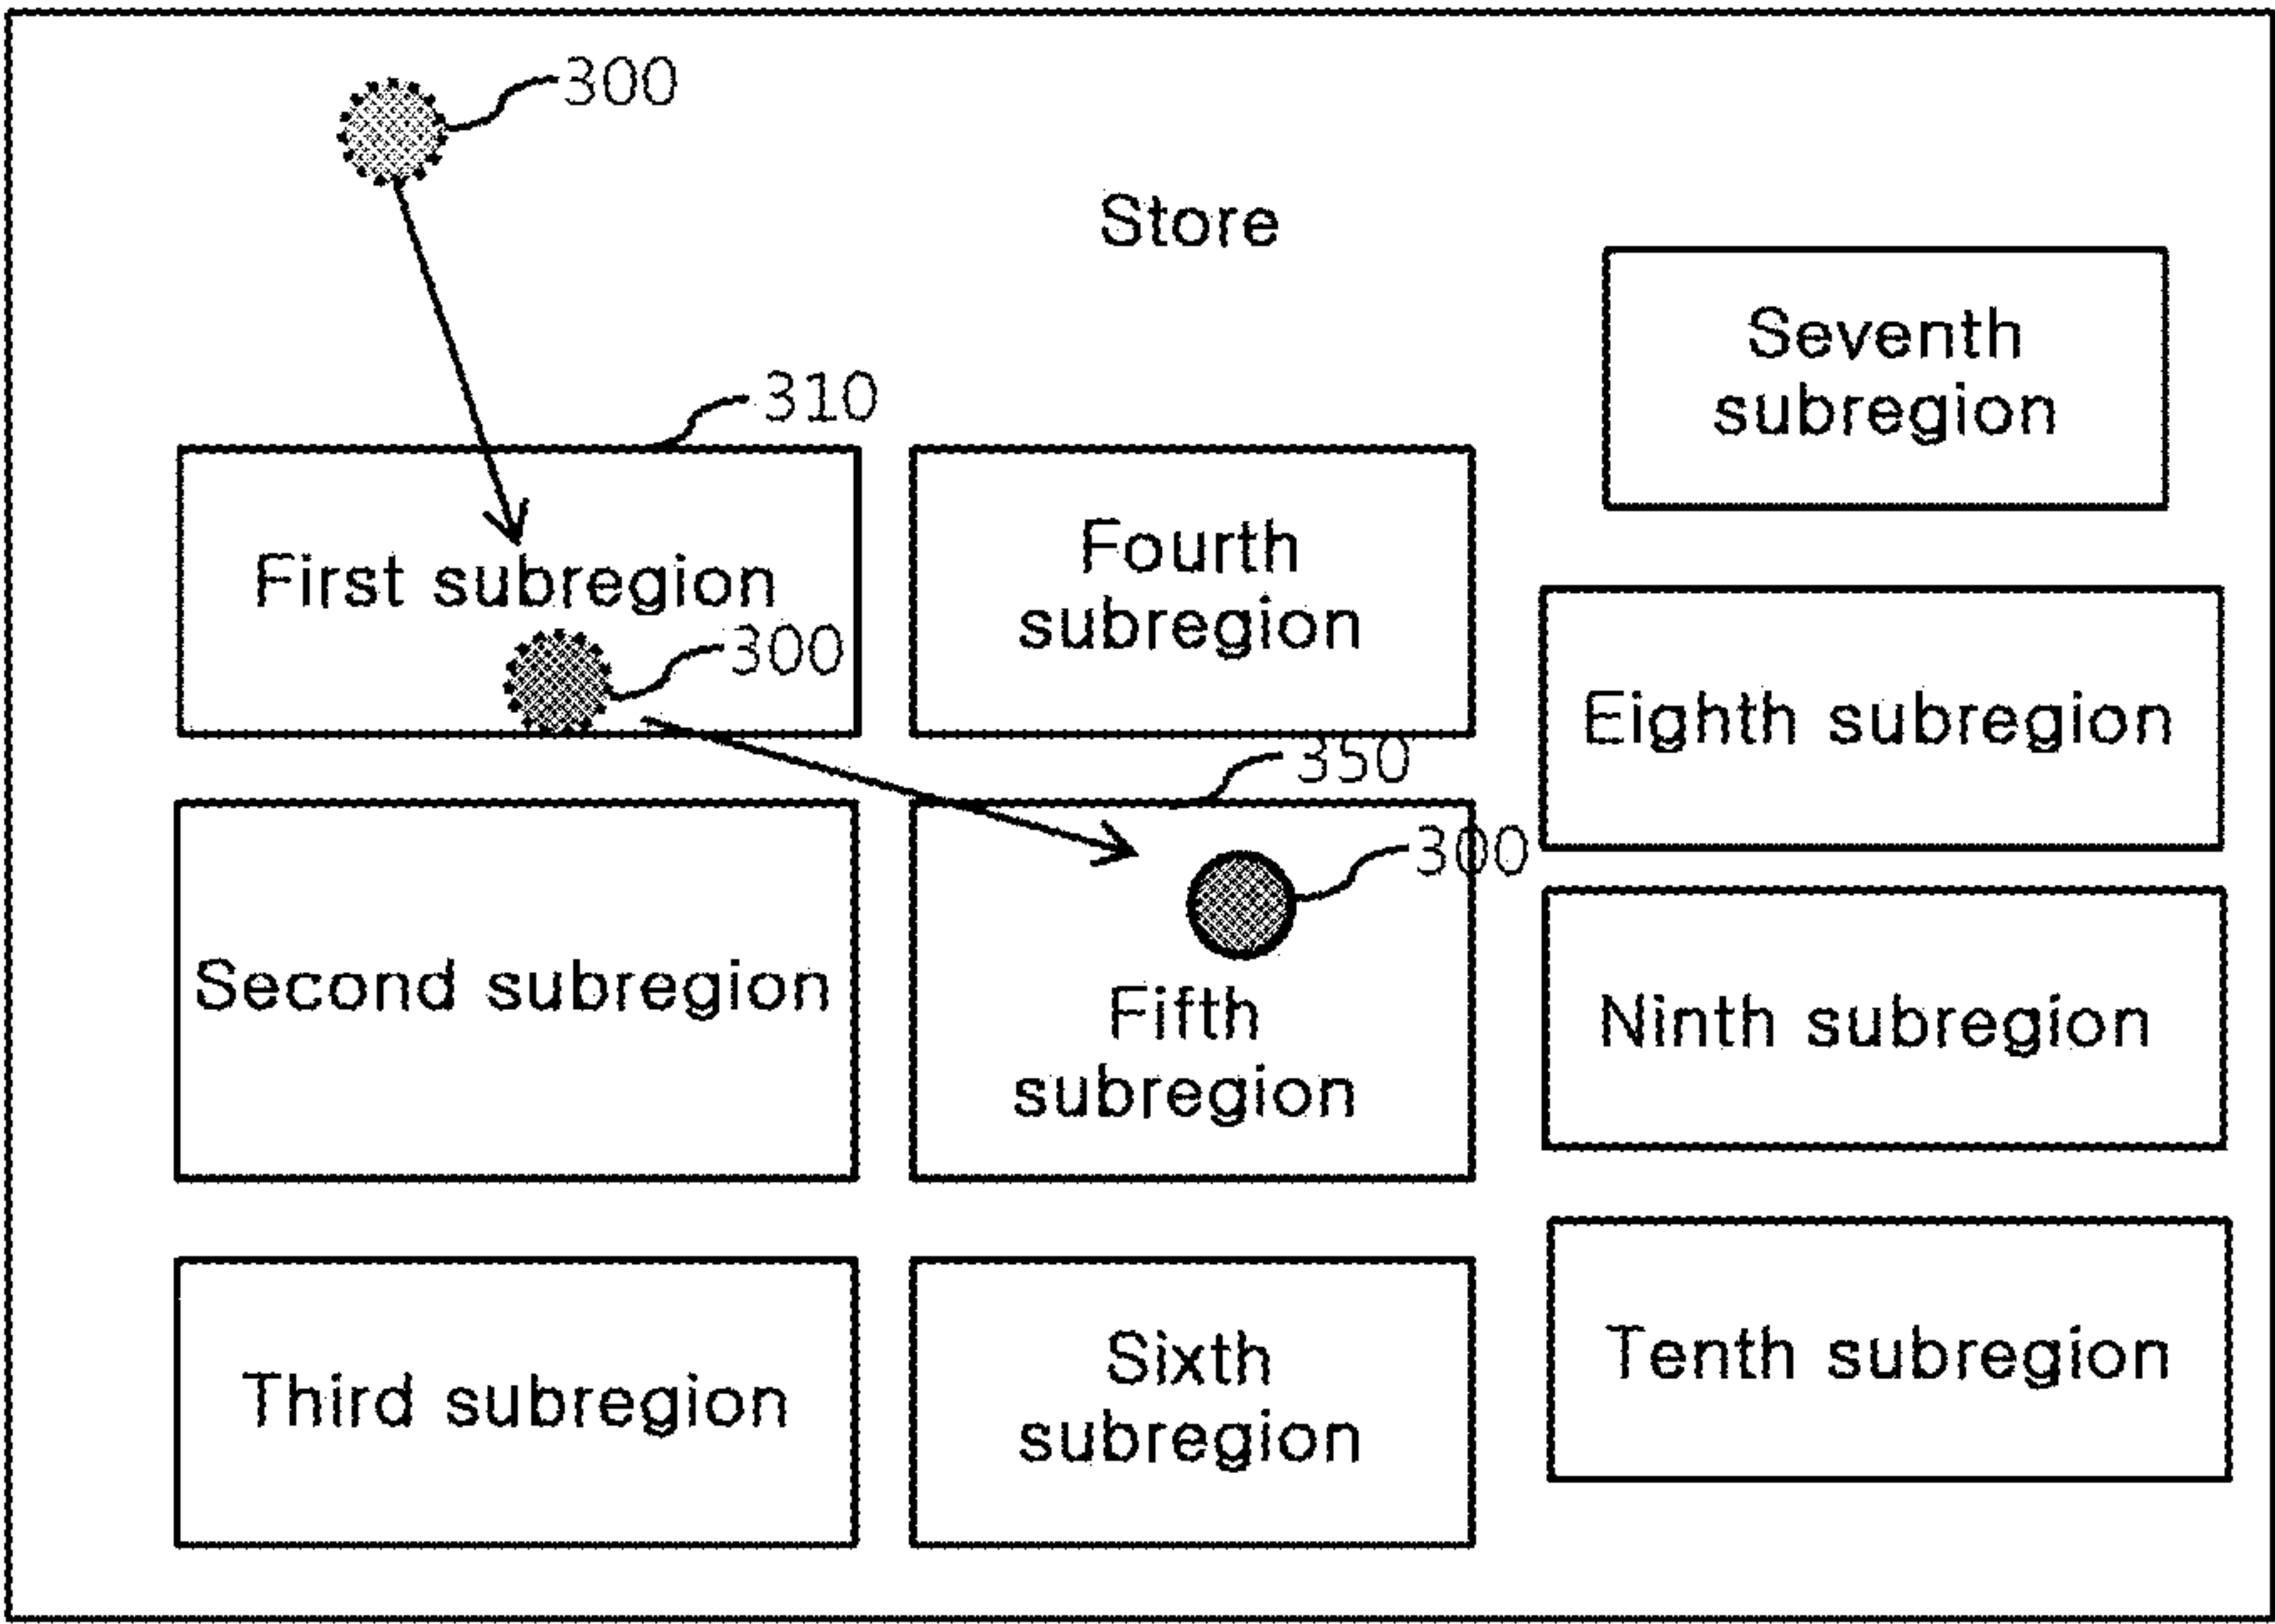 300
Store
Seventh
subregion
310
First subregion
300
Fourth
subregion
Eighth subregion
350
300
Second subregion
Fifth
subregion
Ninth subregion
Third subregion
Sixth
subregion
Tenth subregion